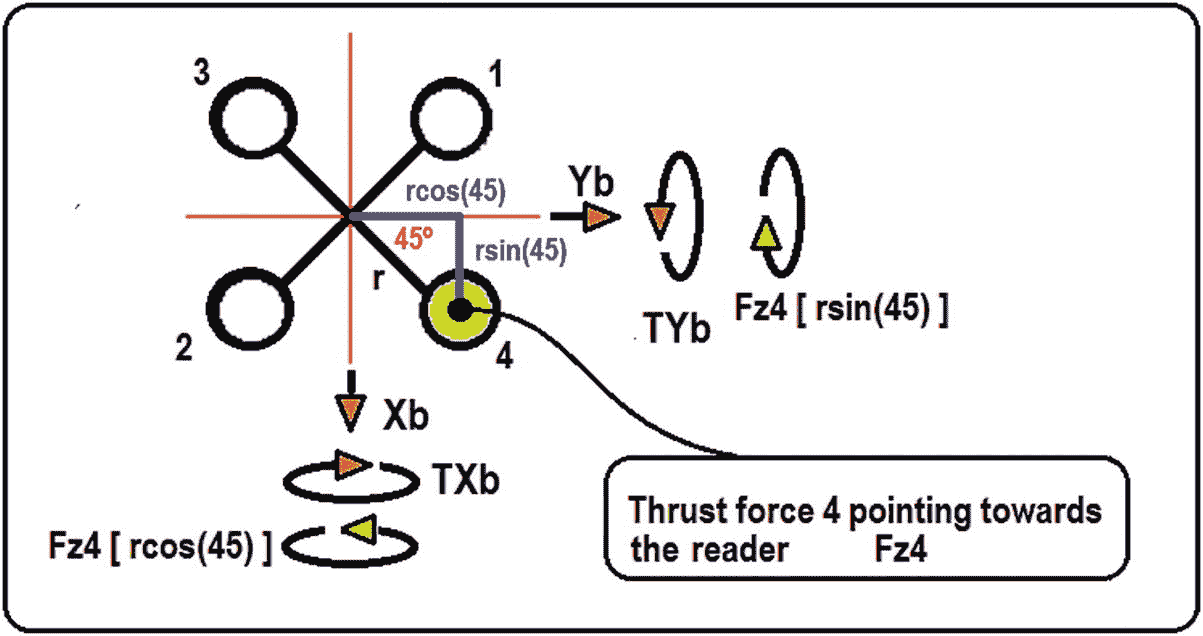 3
1
rcos(45)
Yb
45º
rsin(45)
r
Fz4 [ rsin(45) ]
TYb
2
4
Xb
TXb
Fz4 [ rcos(45) ]
Thrust force 4 pointing towards
the reader Fz4